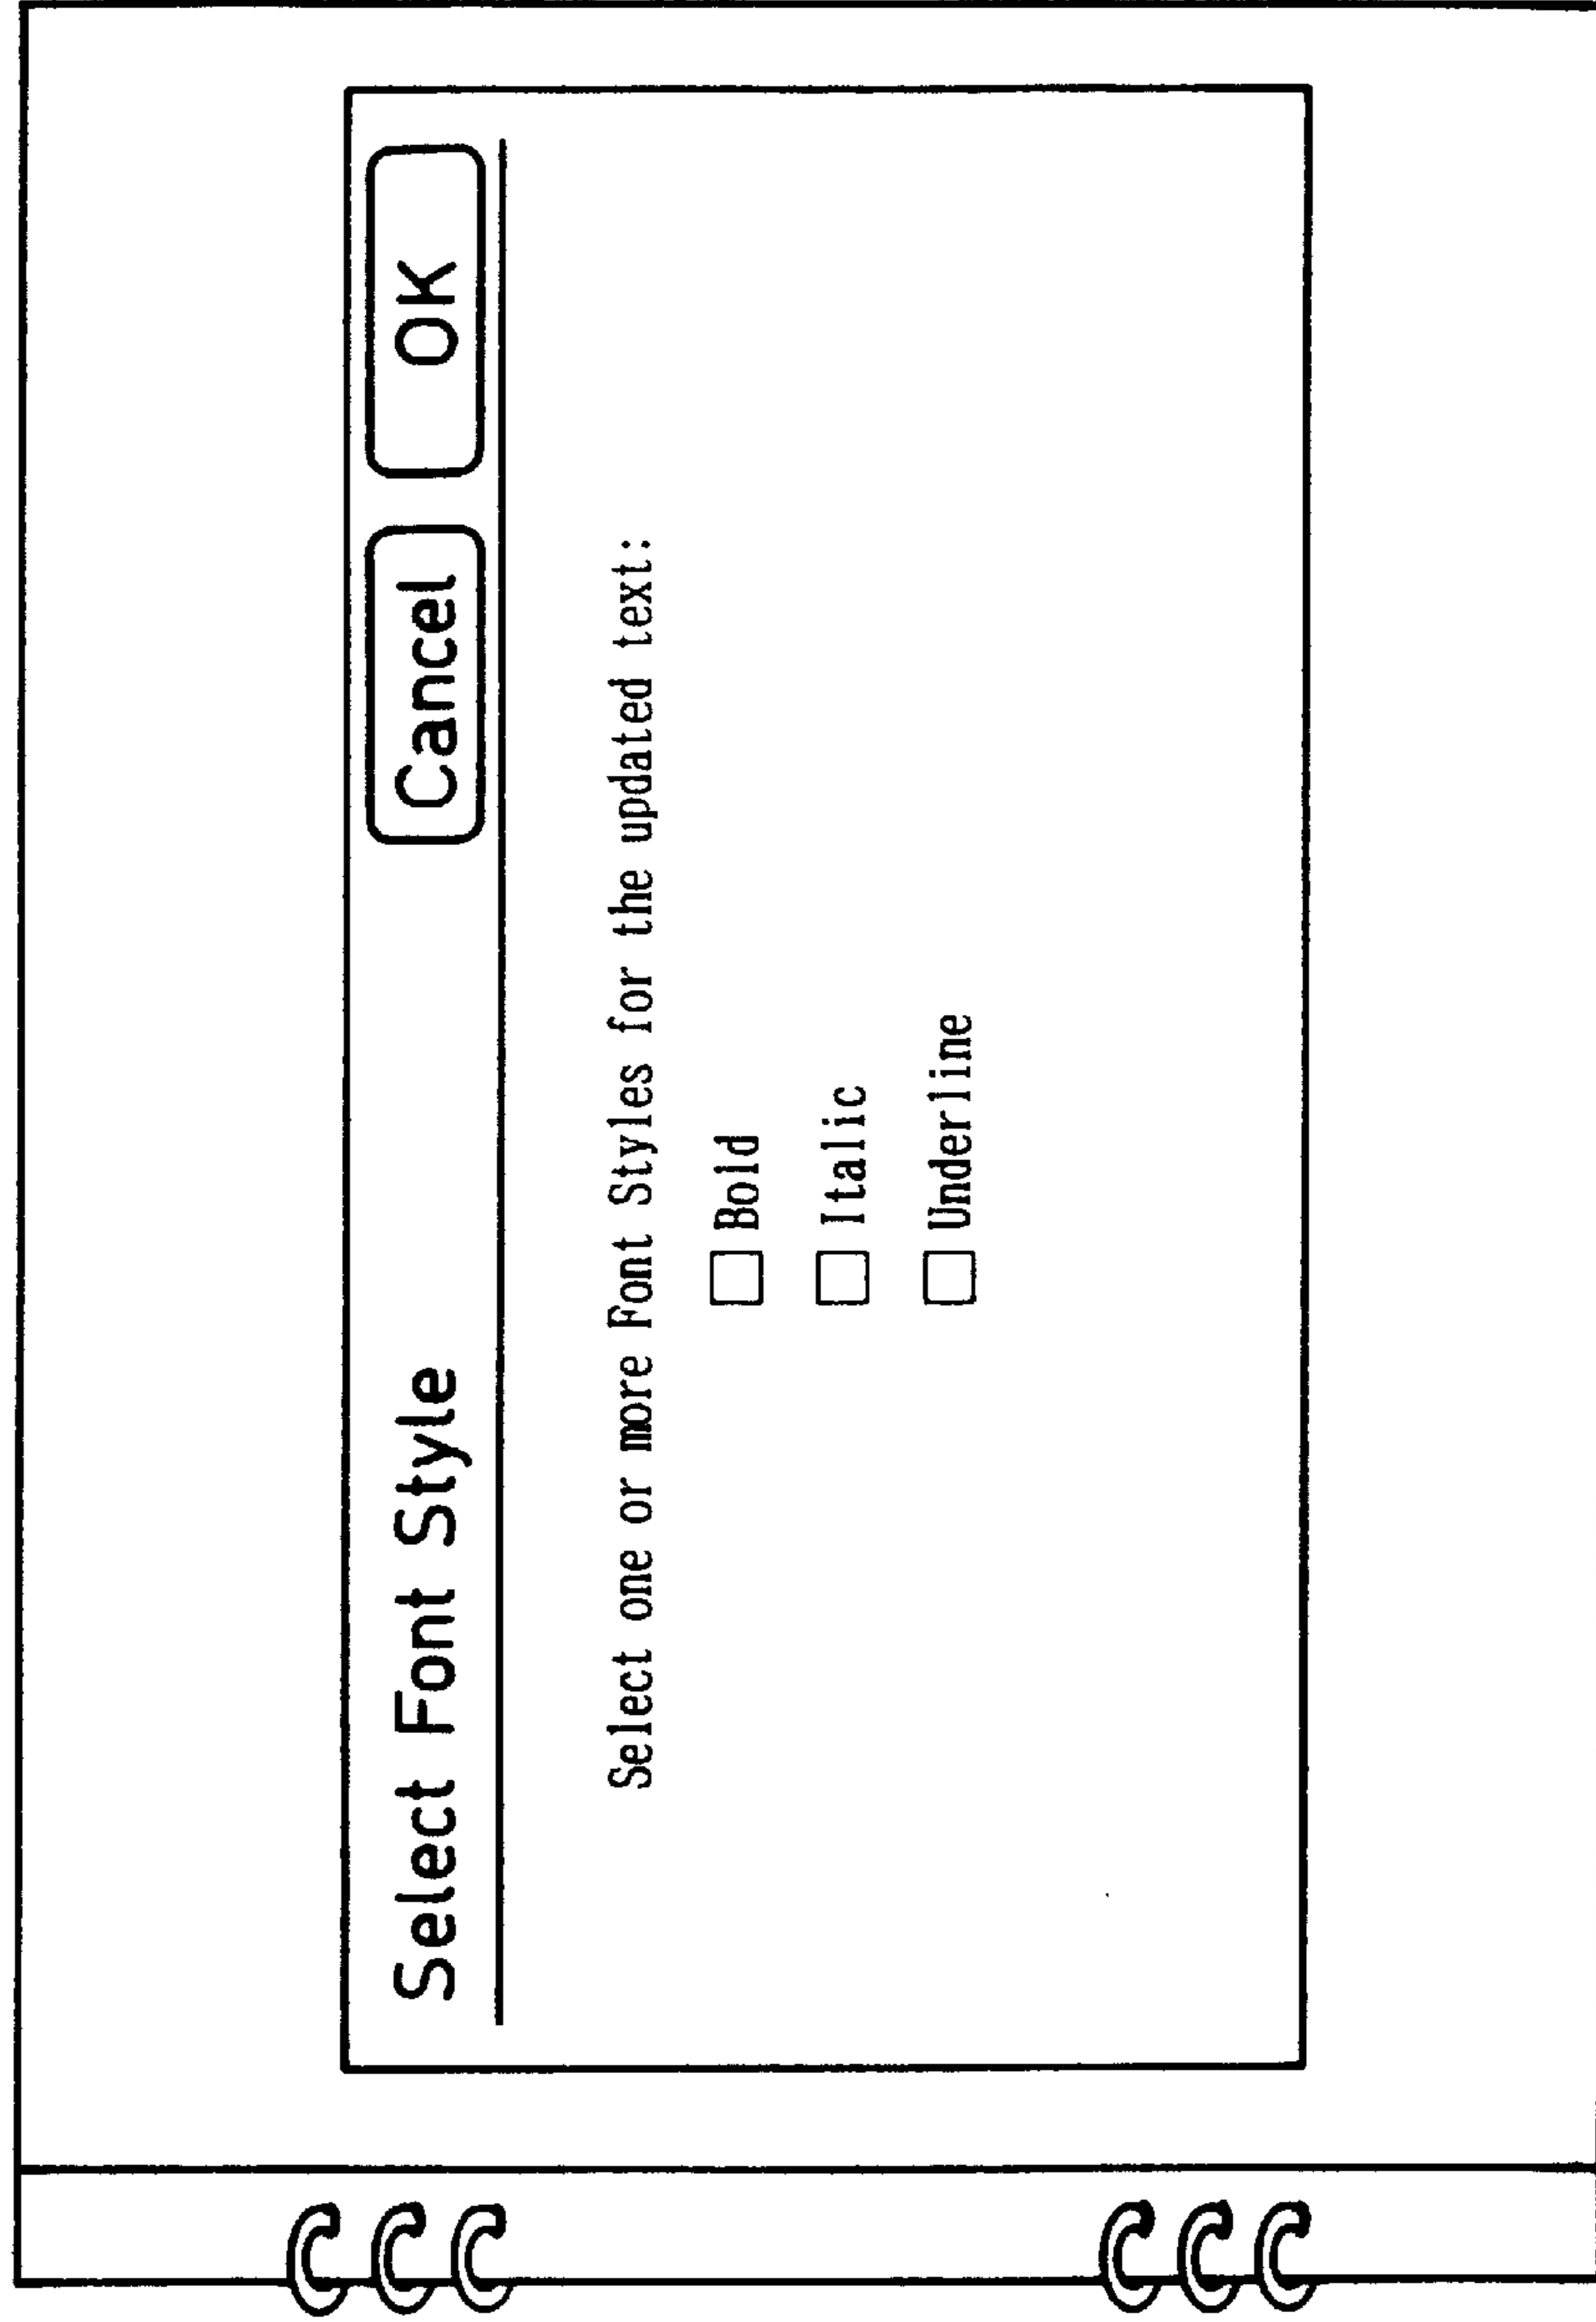 Select Font Style Cancel OK
Select one or more Font Styles for the updated text:
Bold
Italic
Underline